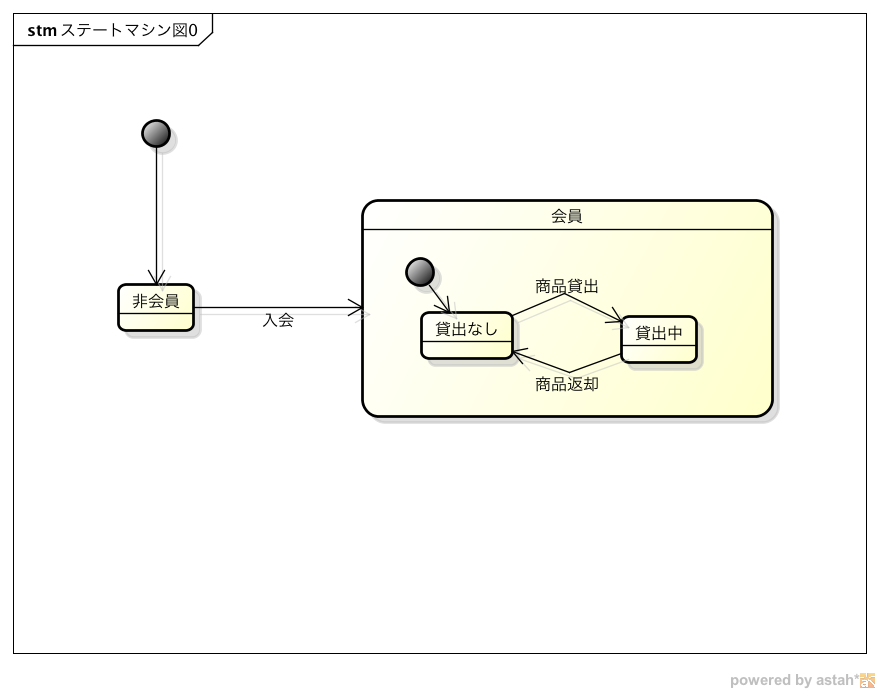 stm ステートマシン図0
会員
商品貸出
非会員
入会
貸出なし
貸出中
商品返却
powered by astah*